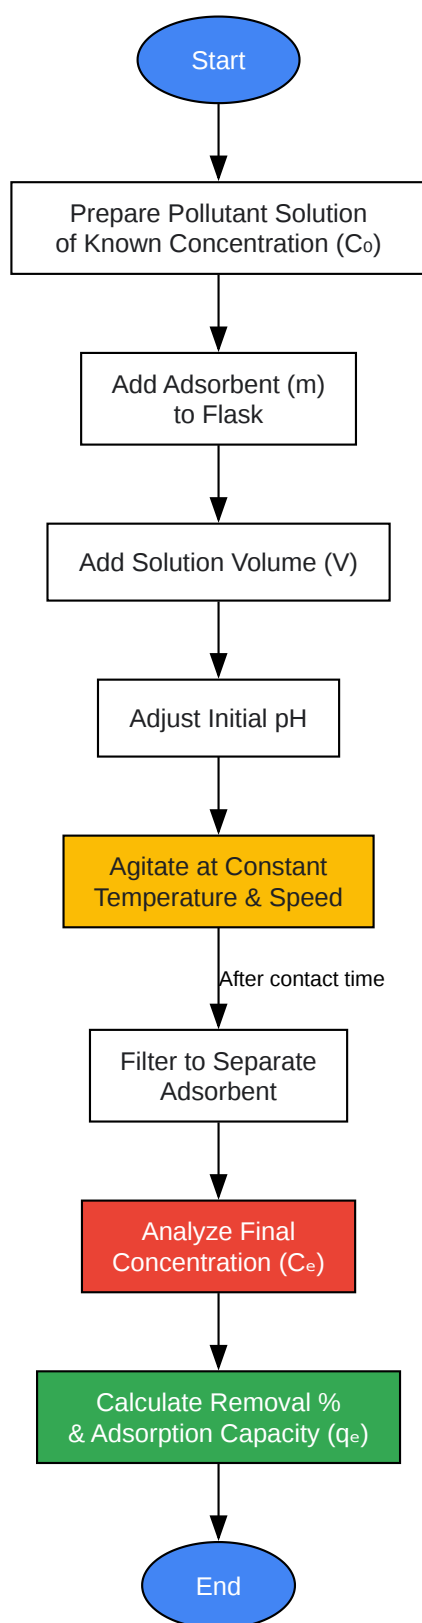 Start
Prepare Pollutant Solution
of Known Concentration (C₀)
Add Adsorbent (m)
to Flask
Add Solution Volume (V)
Adjust Initial pH
Agitate at Constant
Temperature & Speed
After contact time
Filter to Separate
Adsorbent
Analyze Final
Concentration (Cₑ)
Calculate Removal %
& Adsorption Capacity (qₑ)
End